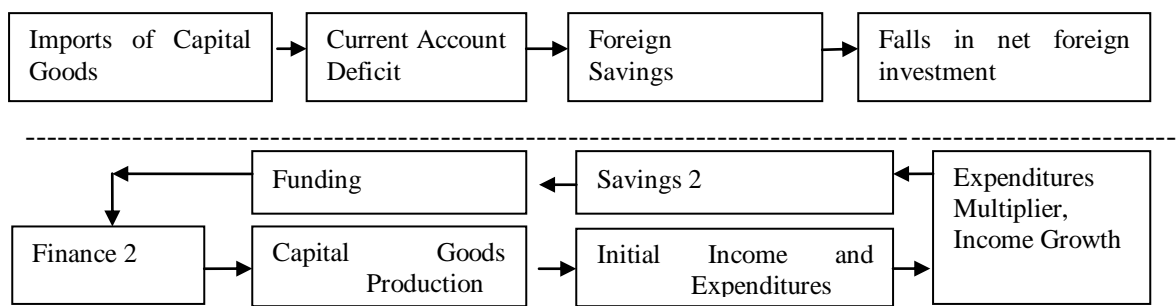 Imports of Capital
Goods
Current Account
Deficit
Foreign
Savings
Falls in net foreign
investment
Funding
Savings 2
Expenditures
Multiplier,
Income Growth
Finance 2
Capital Goods
Production
Initial Income and
Expenditures